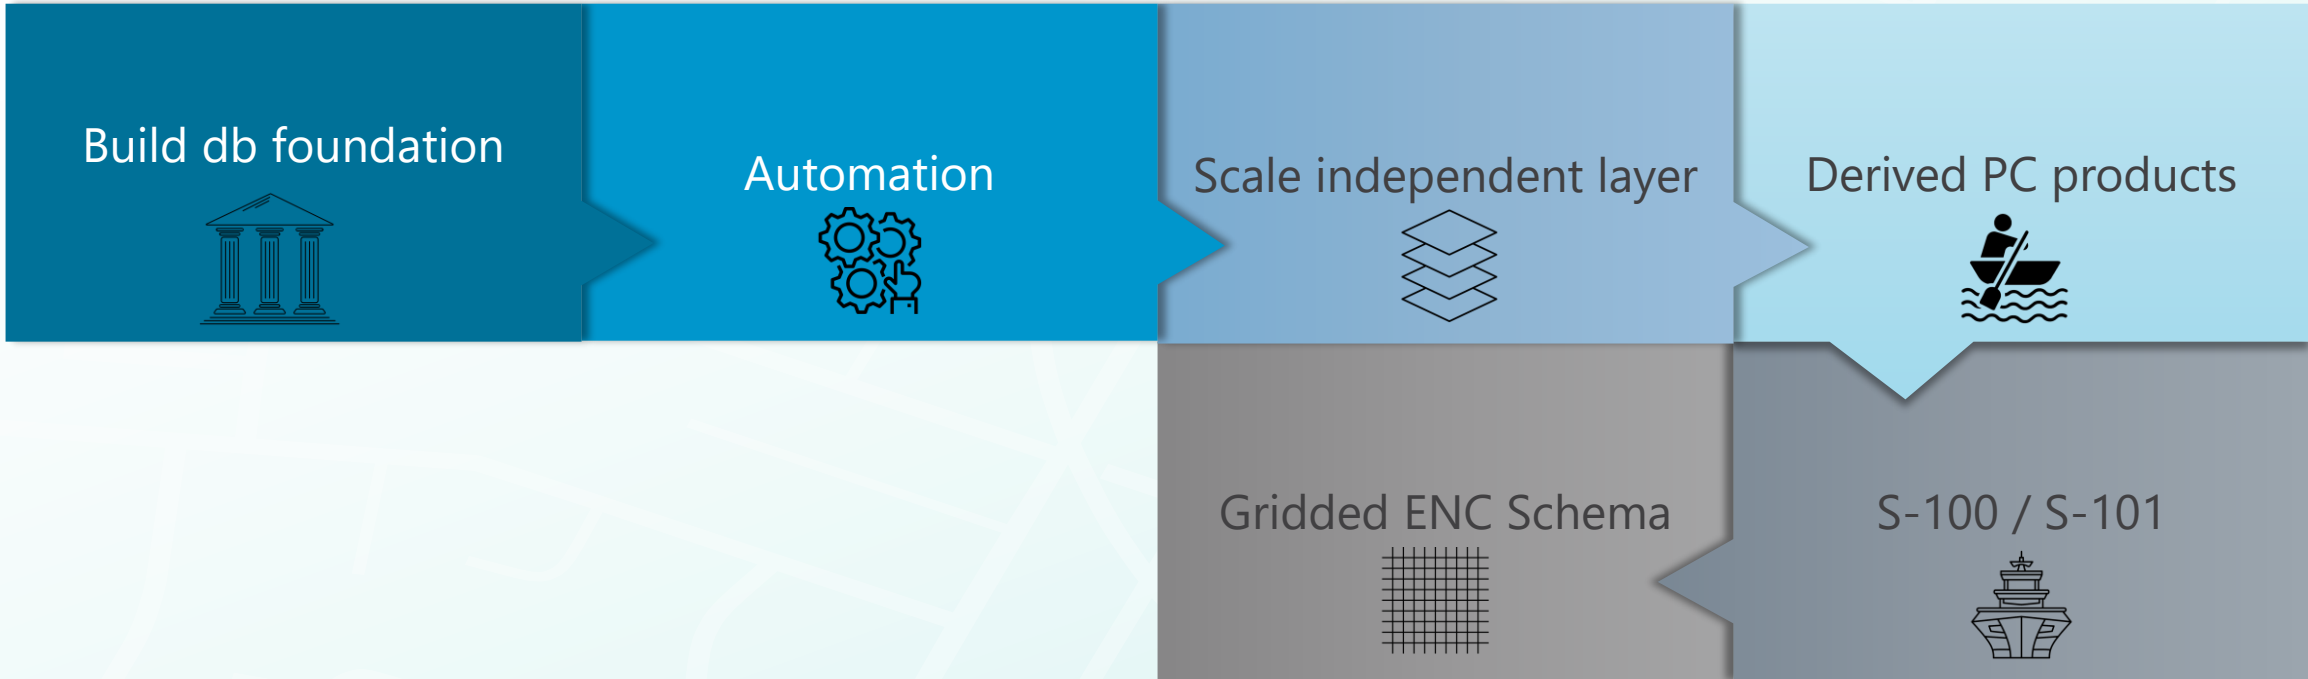 Build db foundation
Automation
Scale independent layer
Derived PC products
Gridded ENC Schema
S-100 / S-101